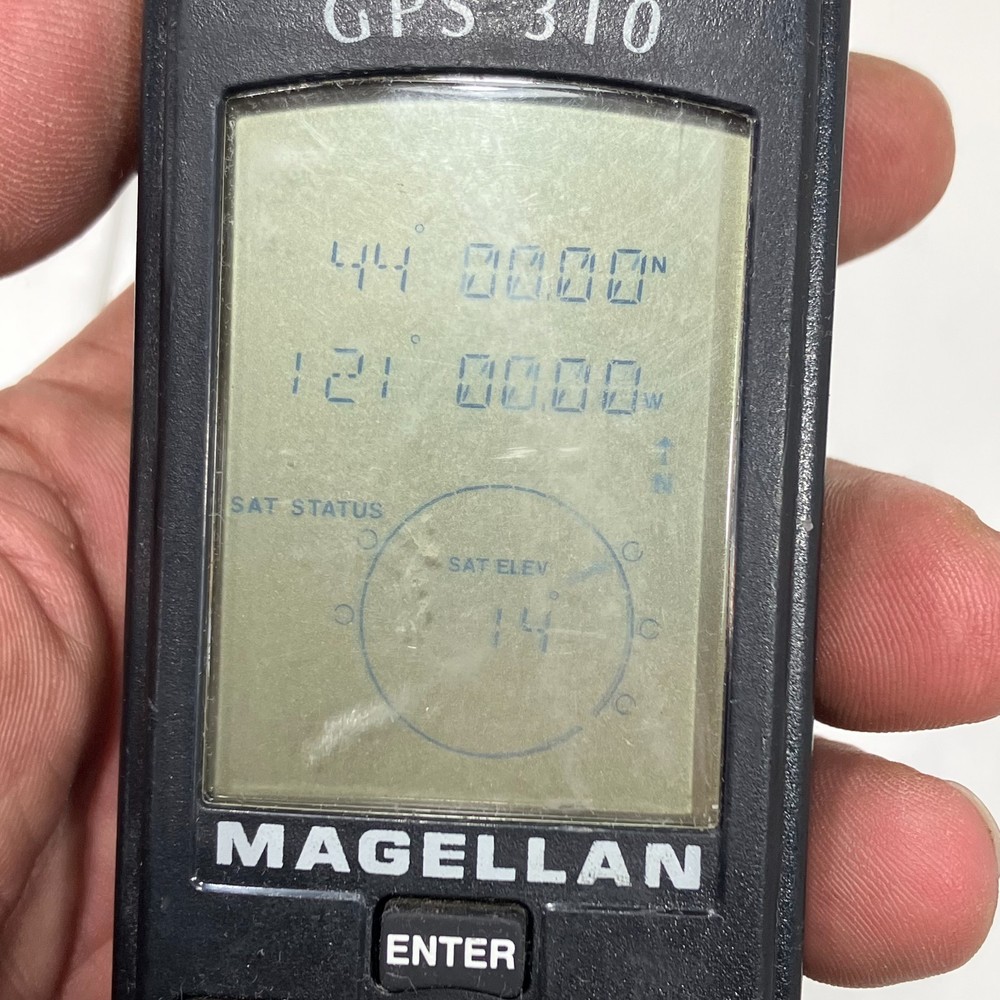 GPS 310
44° 00.00 N
121° 00.00 W
↑
N
SAT STATUS
SAT ELEV
14°
MAGELLAN
ENTER